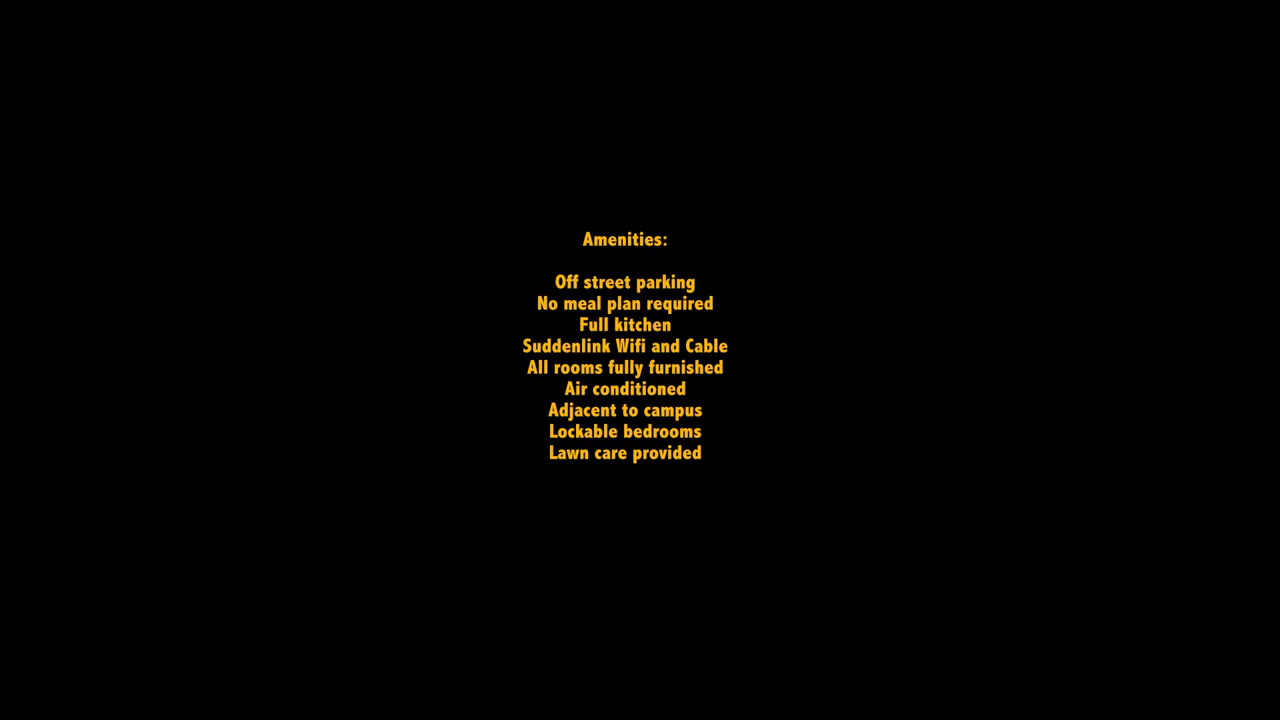 Amenities:
Off street parking
No meal plan required
Full kitchen
Suddenlink Wifi and Cable
All rooms fully furnished
Air conditioned
Adjacent to campus
Lockable bedrooms
Lawn care provided